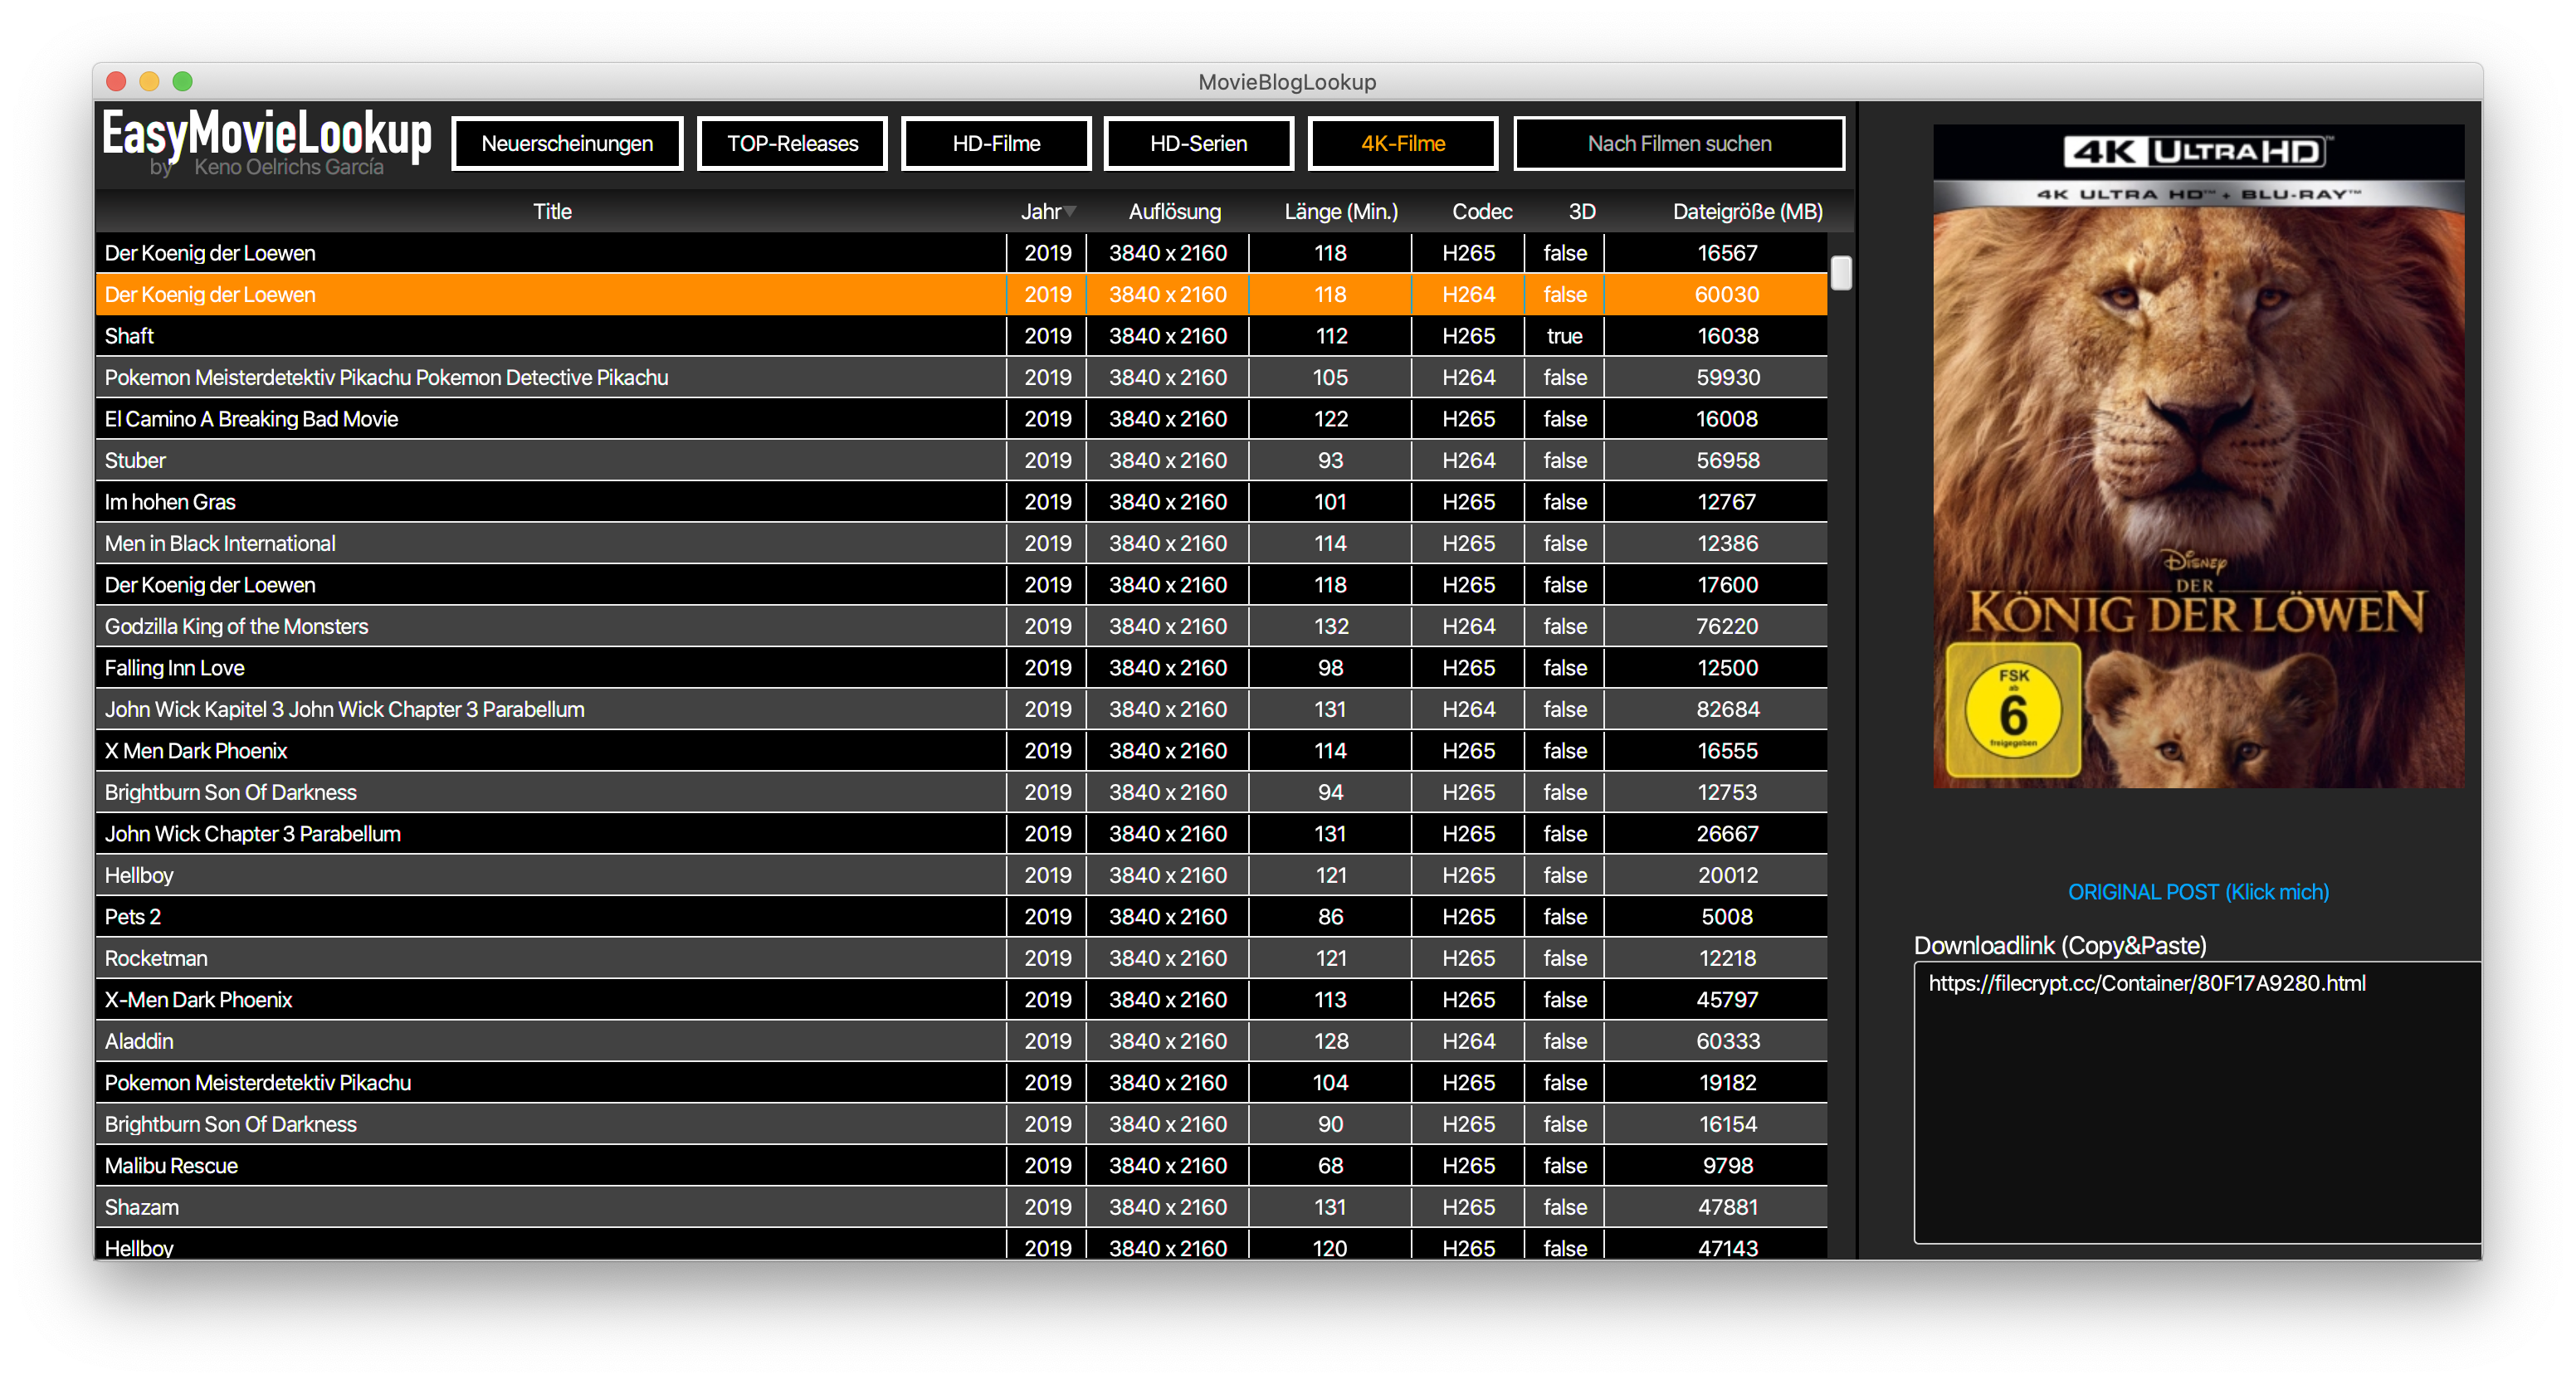 MovieBlogLookup
EasyMovieLookup
by Keno Oelrichs García
Neuerscheinungen
TOP-Releases
HD-Filme
HD-Serien
4K-Filme
Nach Filmen suchen
Title Jahr Auflösung Länge (Min.) Codec 3D Dateigröße (MB)
Der Koenig der Loewen 2019 3840 x 2160 118 H265 false 16567
Der Koenig der Loewen 2019 3840 x 2160 118 H264 false 60030
Shaft 2019 3840 x 2160 112 H265 true 16038
Pokemon Meisterdetektiv Pikachu Pokemon Detective Pikachu 2019 3840 x 2160 105 H264 false 59930
El Camino A Breaking Bad Movie 2019 3840 x 2160 122 H265 false 16008
Stuber 2019 3840 x 2160 93 H264 false 56958
Im hohen Gras 2019 3840 x 2160 101 H265 false 12767
Men in Black International 2019 3840 x 2160 114 H265 false 12386
Der Koenig der Loewen 2019 3840 x 2160 118 H265 false 17600
Godzilla King of the Monsters 2019 3840 x 2160 132 H264 false 76220
Falling Inn Love 2019 3840 x 2160 98 H265 false 12500
John Wick Kapitel 3 John Wick Chapter 3 Parabellum 2019 3840 x 2160 131 H264 false 82684
X Men Dark Phoenix 2019 3840 x 2160 114 H265 false 16555
Brightburn Son Of Darkness 2019 3840 x 2160 94 H265 false 12753
John Wick Chapter 3 Parabellum 2019 3840 x 2160 131 H265 false 26667
Hellboy 2019 3840 x 2160 121 H265 false 20012
Pets 2 2019 3840 x 2160 86 H265 false 5008
Rocketman 2019 3840 x 2160 121 H265 false 12218
X-Men Dark Phoenix 2019 3840 x 2160 113 H265 false 45797
Aladdin 2019 3840 x 2160 128 H264 false 60333
Pokemon Meisterdetektiv Pikachu 2019 3840 x 2160 104 H265 false 19182
Brightburn Son Of Darkness 2019 3840 x 2160 90 H265 false 16154
Malibu Rescue 2019 3840 x 2160 68 H265 false 9798
Shazam 2019 3840 x 2160 131 H265 false 47881
Hellboy 2019 3840 x 2160 120 H265 false 47143
4K ULTRAHD™
4K ULTRA HD™ + BLU-RAY™
DISNEY
DER
KÖNIG DER LÖWEN
FSK
ab
6
freigegeben
ORIGINAL POST (Klick mich)
Downloadlink (Copy&Paste)
https://filecrypt.cc/Container/80F17A9280.html